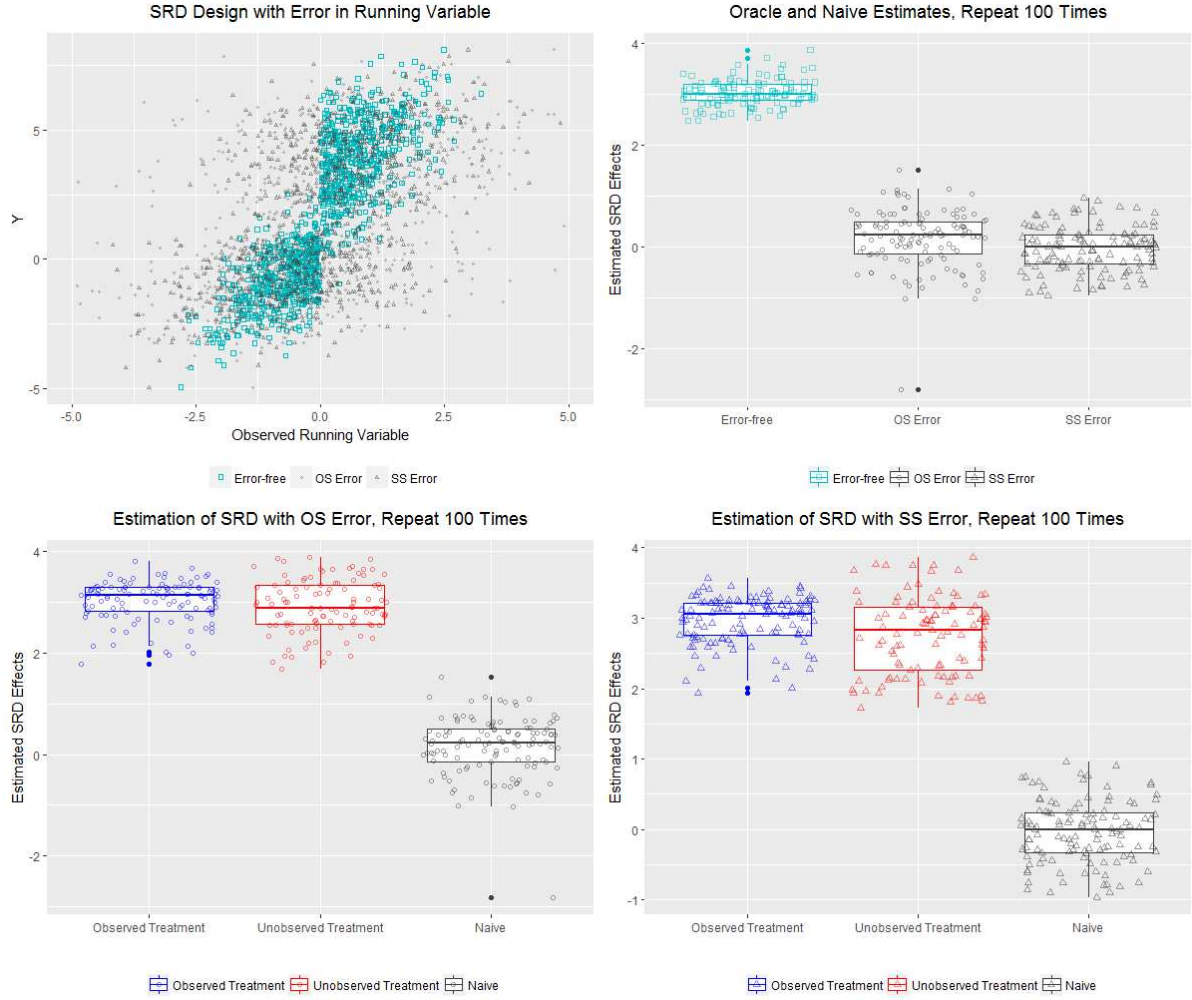 SRD Design with Error in Running Variable
Y
5
0
-5
-5.0 -2.5 0.0 2.5 5.0
Observed Running Variable
Error-free OS Error SS Error
Oracle and Naive Estimates, Repeat 100 Times
Estimated SRD Effects
4
2
0
-2
Error-free OS Error SS Error
Error-free OS Error SS Error
Estimation of SRD with OS Error, Repeat 100 Times
Estimated SRD Effects
4
2
0
-2
Observed Treatment Unobserved Treatment Naive
Observed Treatment Unobserved Treatment Naive
Estimation of SRD with SS Error, Repeat 100 Times
Estimated SRD Effects
4
3
2
1
0
-1
Observed Treatment Unobserved Treatment Naive
Observed Treatment Unobserved Treatment Naive